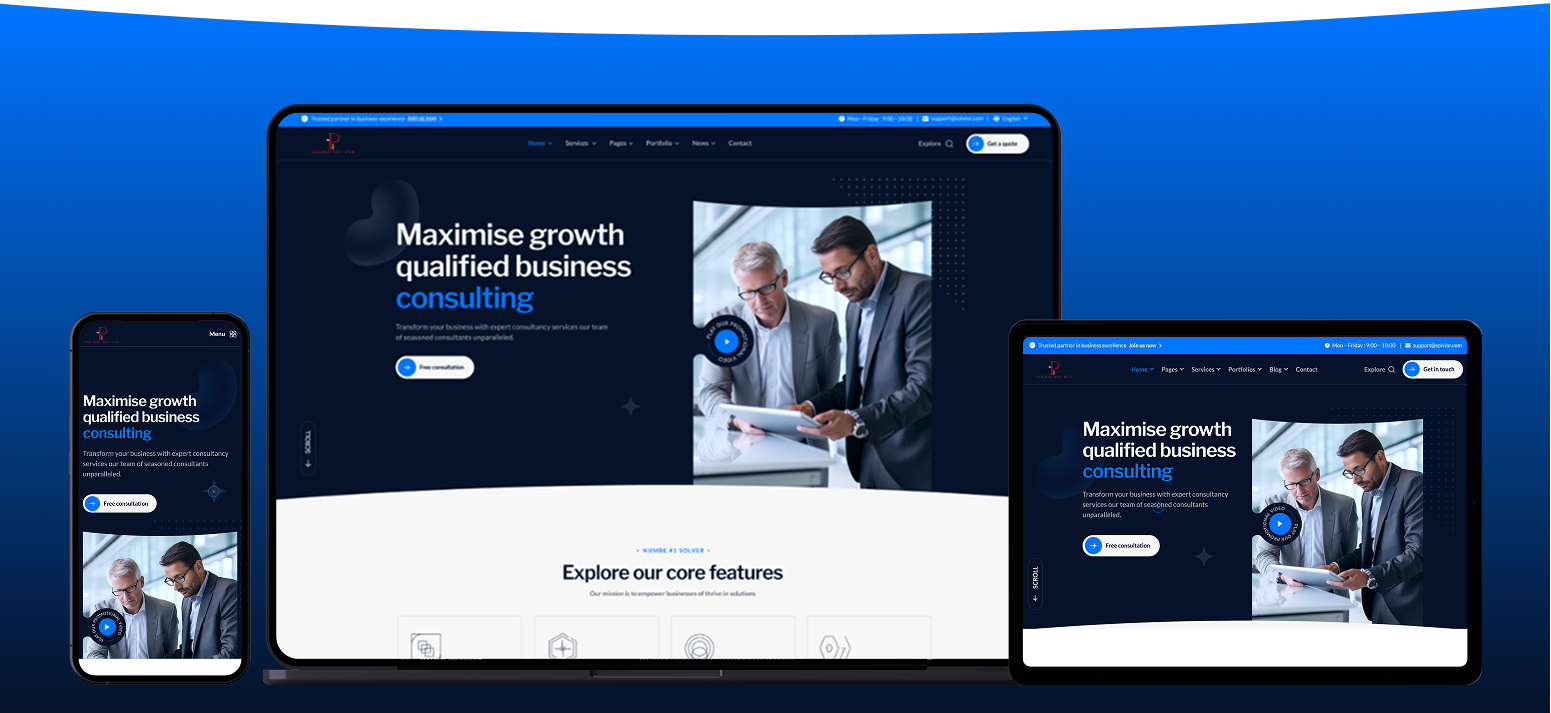 Trusted partner in business excellence Join us now
Mon - Friday : 9:00 - 18:00 | support@solvior.com | English
Home Services Pages Portfolio News Contact
Explore
Get a quote
Maximise growth
qualified business
consulting
Transform your business with expert consultancy services our team
of seasoned consultants unparalleled.
Free consultation
PLAY OUR PROMOTIONAL VIDEO
SCROLL
• NUMBE #1 SOLVER •
Explore our core features
Our mission is to empower businesses of thrive in solutions
Menu
Maximise growth
qualified business
consulting
Transform your business with expert consultancy
services our team of seasoned consultants
unparalleled.
Free consultation
PLAY OUR PROMOTIONAL VIDEO
Trusted partner in business excellence Join us now
Mon - Friday : 9:00 - 18:00 | support@solvior.com
Home Pages Services Portfolios Blog Contact
Explore
Get in touch
Maximise growth
qualified business
consulting
Transform your business with expert consultancy
services our team of seasoned consultants
unparalleled.
Free consultation
PLAY OUR PROMOTIONAL VIDEO
SCROLL